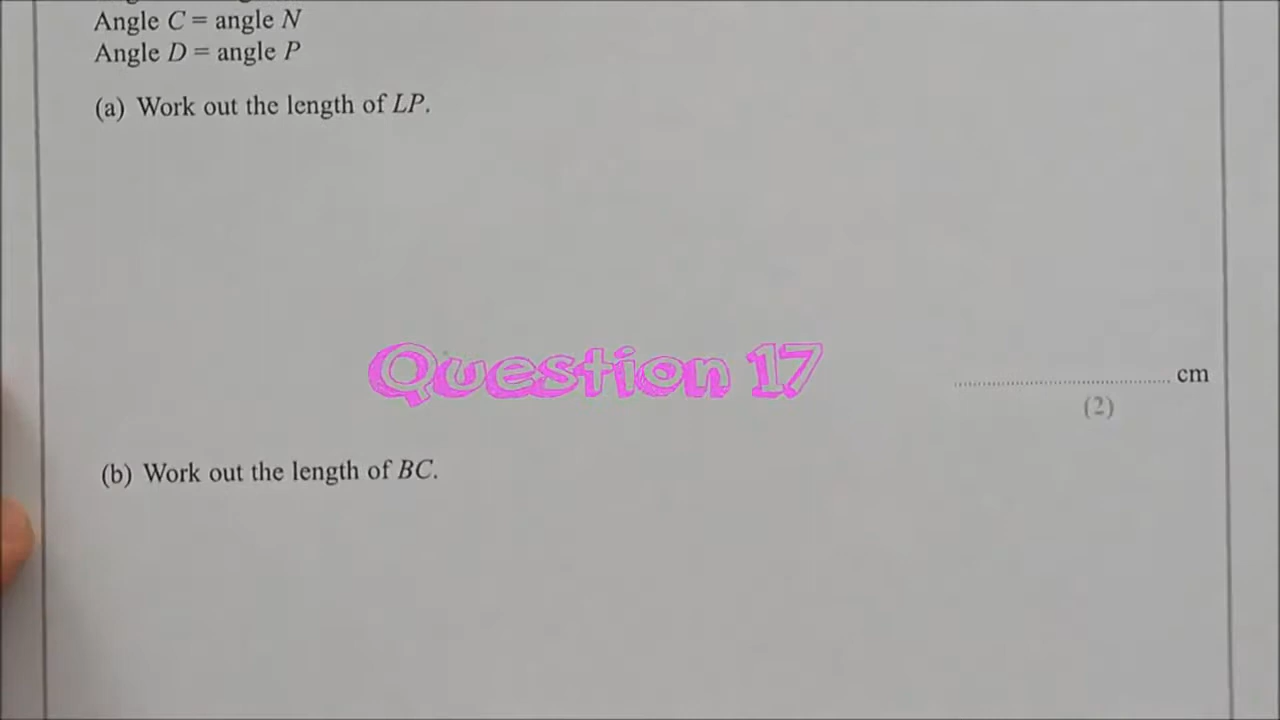 Angle C = angle N
Angle D = angle P
(a) Work out the length of LP.
Question 17
.......................................... cm
(2)
(b) Work out the length of BC.